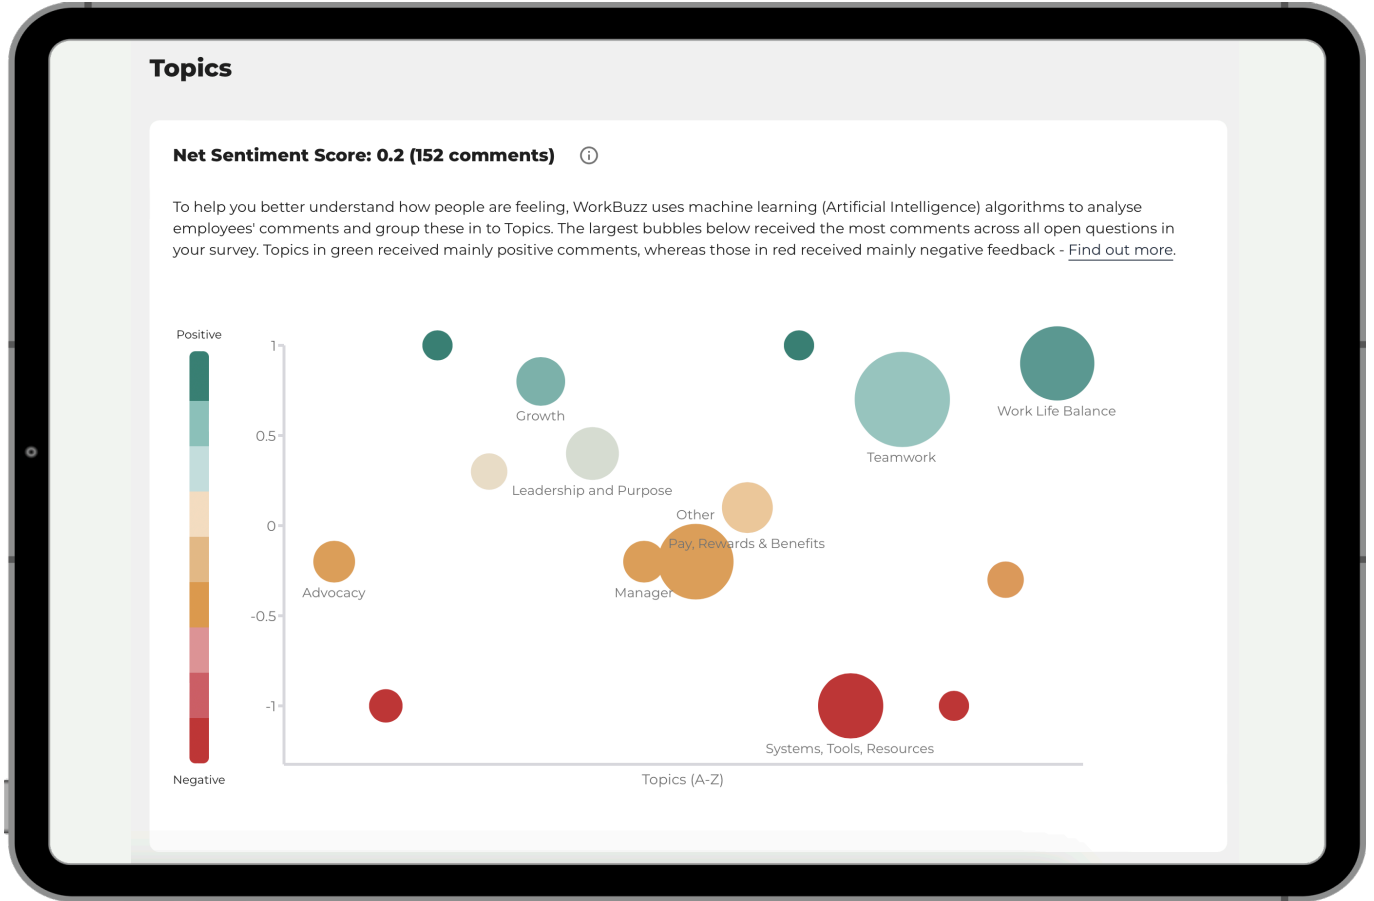 Topics
Net Sentiment Score: 0.2 (152 comments)
To help you better understand how people are feeling, WorkBuzz uses machine learning (Artificial Intelligence) algorithms to analyse
employees' comments and group these in to Topics. The largest bubbles below received the most comments across all open questions in
your survey. Topics in green received mainly positive comments, whereas those in red received mainly negative feedback - Find out more.
Positive
1
Growth
Work Life Balance
0.5
Teamwork
Leadership and Purpose
Other
0
Pay, Rewards & Benefits
Advocacy
Manager
-0.5
-1
Systems, Tools, Resources
Negative
Topics (A-Z)